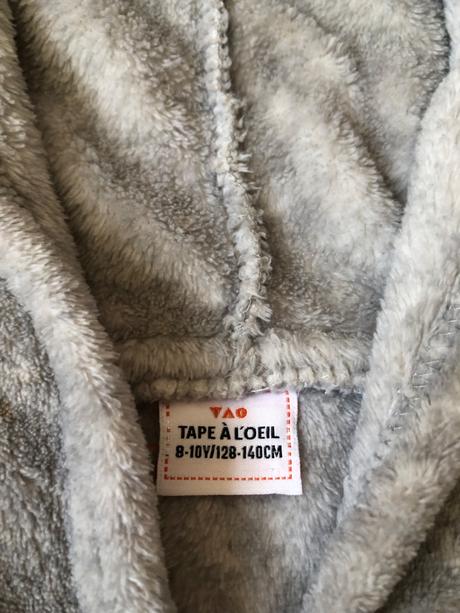 TAO
TAPE À L'OEIL
8-10Y/128-140CM